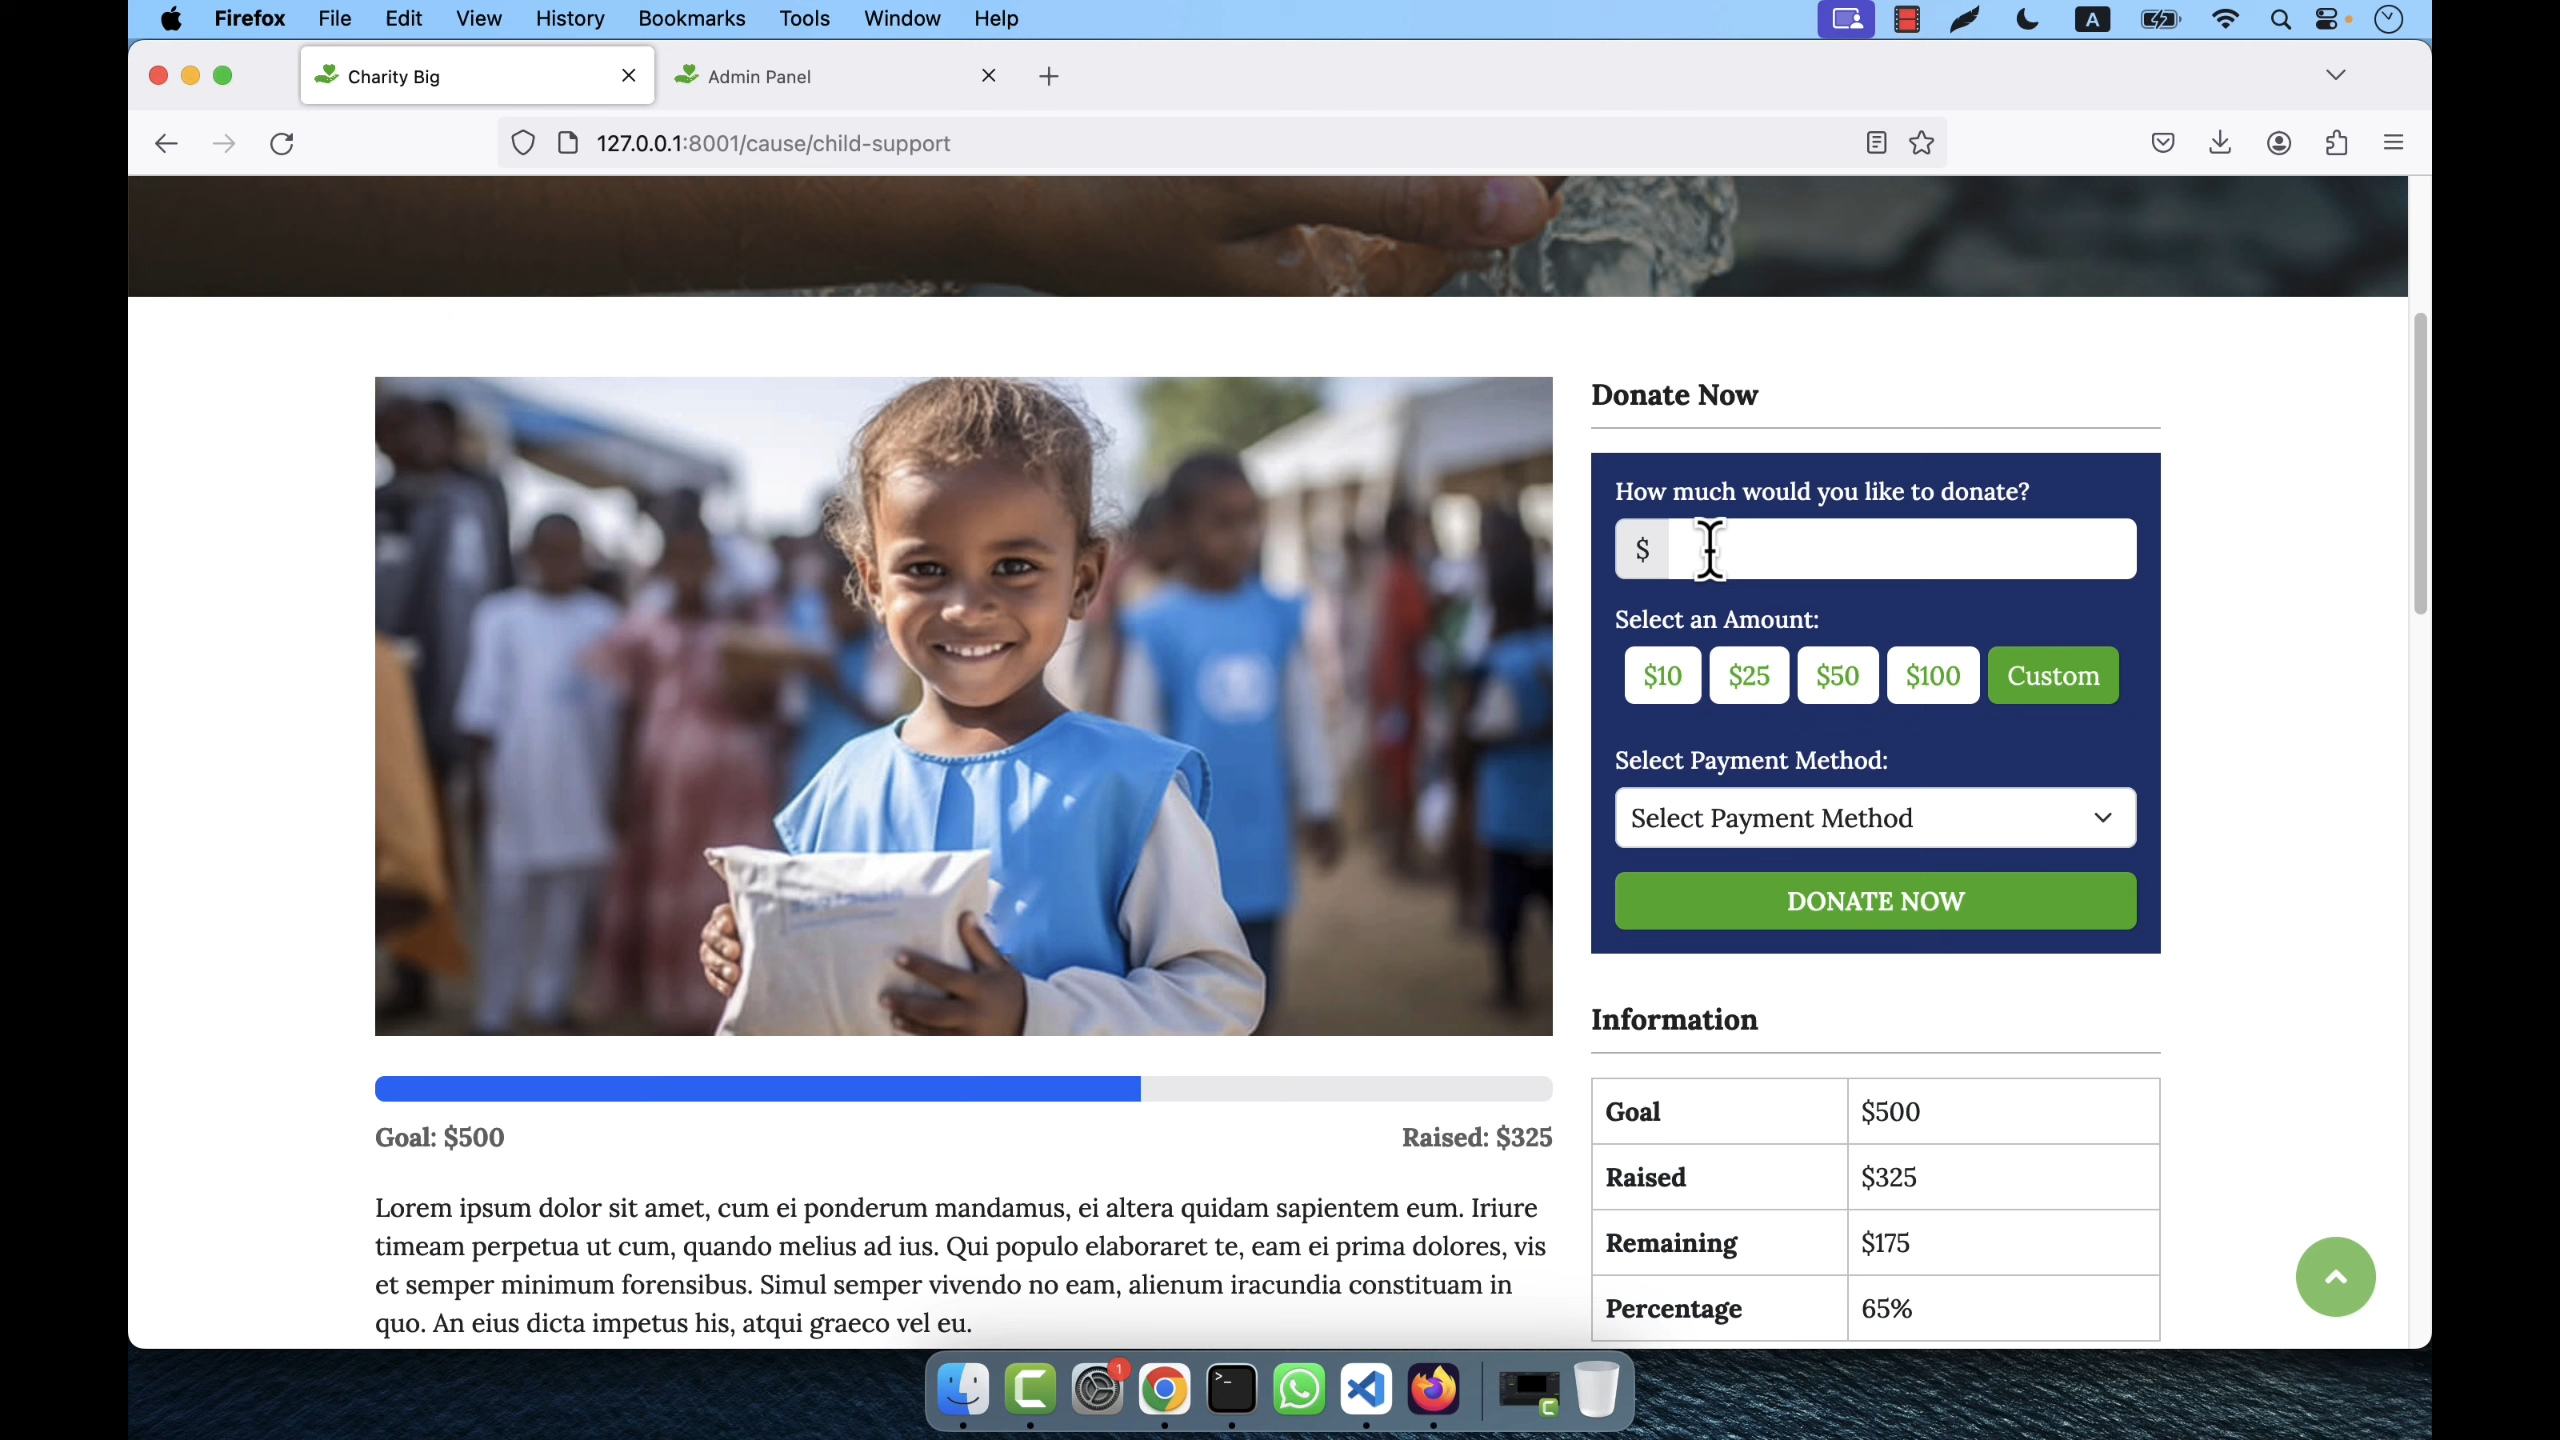 Firefox File Edit View History Bookmarks Tools Window Help
A
Charity Big
Admin Panel
127.0.0.1:8001/cause/child-support
Donate Now
How much would you like to donate?
$
Select an Amount:
$10 $25 $50 $100 Custom
Select Payment Method:
Select Payment Method
DONATE NOW
Goal: $500 Raised: $325
Lorem ipsum dolor sit amet, cum ei ponderum mandamus, ei altera quidam sapientem eum. Iriure
timeam perpetua ut cum, quando melius ad ius. Qui populo elaboraret te, eam ei prima dolores, vis
et semper minimum forensibus. Simul semper vivendo no eam, alienum iracundia constituam in
quo. An eius dicta impetus his, atqui graeco vel eu.
Information
Goal $500
Raised $325
Remaining $175
Percentage 65%
1